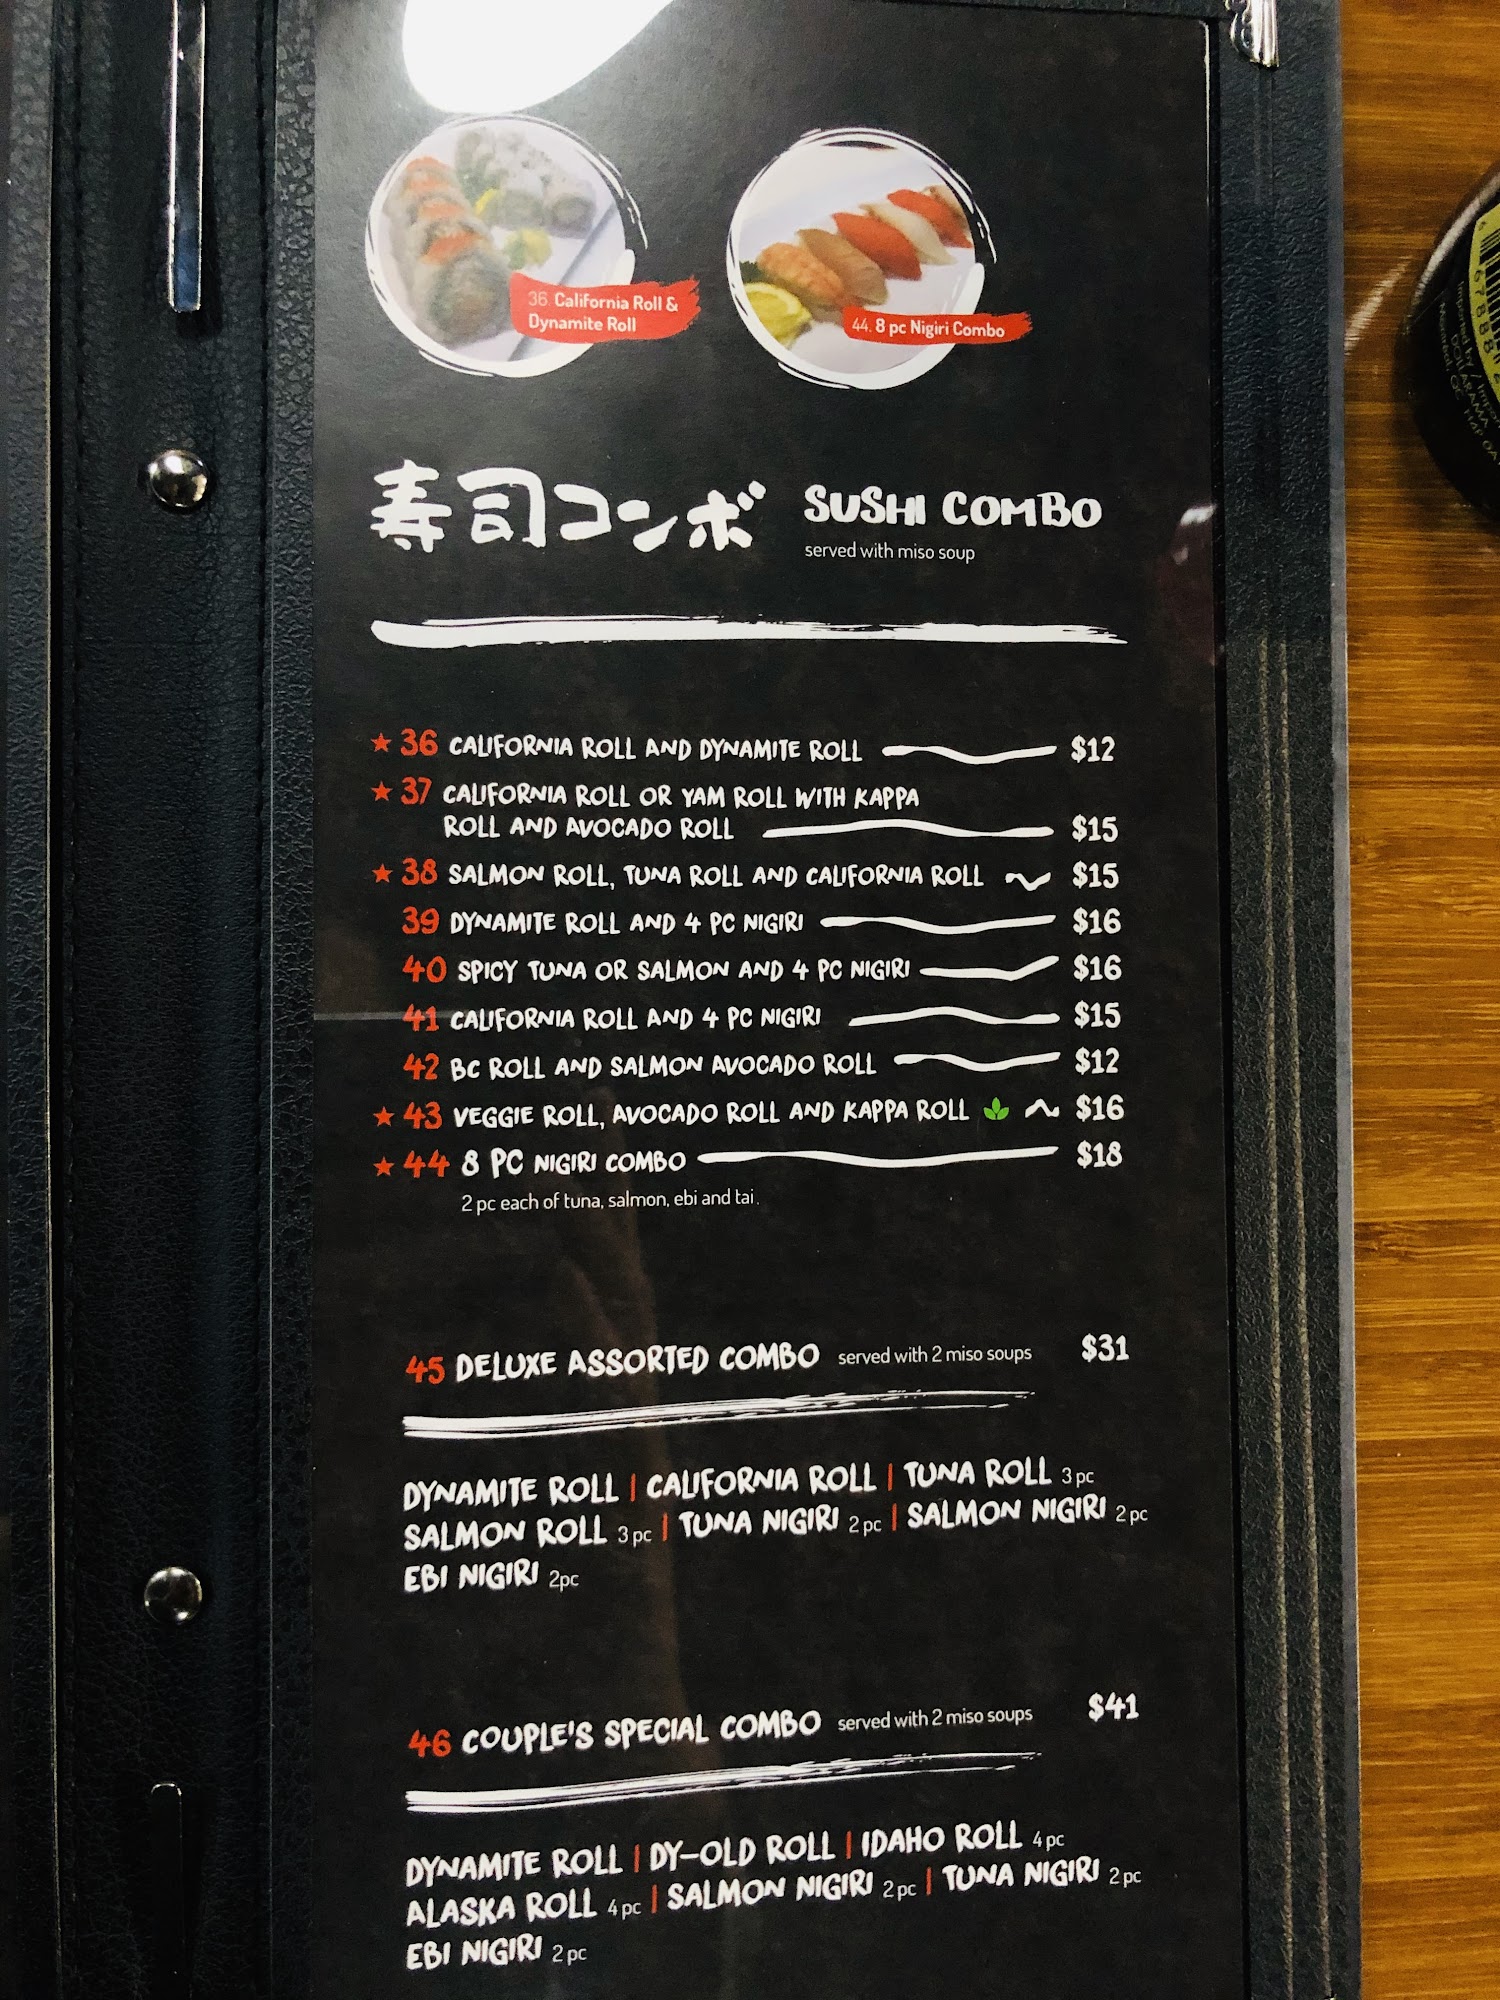 36. California Roll &
Dynamite Roll
44. 8 pc Nigiri Combo
寿司コンボ SUSHI COMBO
served with miso soup
★ 36 CALIFORNIA ROLL AND DYNAMITE ROLL $12
★ 37 CALIFORNIA ROLL OR YAM ROLL WITH KAPPA
ROLL AND AVOCADO ROLL $15
★ 38 SALMON ROLL, TUNA ROLL AND CALIFORNIA ROLL $15
39 DYNAMITE ROLL AND 4 PC NIGIRI $16
40 SPICY TUNA OR SALMON AND 4 PC NIGIRI $16
41 CALIFORNIA ROLL AND 4 PC NIGIRI $15
42 BC ROLL AND SALMON AVOCADO ROLL $12
★ 43 VEGGIE ROLL, AVOCADO ROLL AND KAPPA ROLL $16
★ 44 8 PC NIGIRI COMBO $18
2 pc each of tuna, salmon, ebi and tai.
45 DELUXE ASSORTED COMBO served with 2 miso soups $31
DYNAMITE ROLL | CALIFORNIA ROLL | TUNA ROLL 3 pc
SALMON ROLL 3 pc | TUNA NIGIRI 2 pc | SALMON NIGIRI 2 pc
EBI NIGIRI 2pc
46 COUPLE'S SPECIAL COMBO served with 2 miso soups $41
DYNAMITE ROLL | DY-OLD ROLL | IDAHO ROLL 4 pc
ALASKA ROLL 4 pc | SALMON NIGIRI 2 pc | TUNA NIGIRI 2 pc
EBI NIGIRI 2 pc
67888
Imported by /
DOLLARAMA
QC